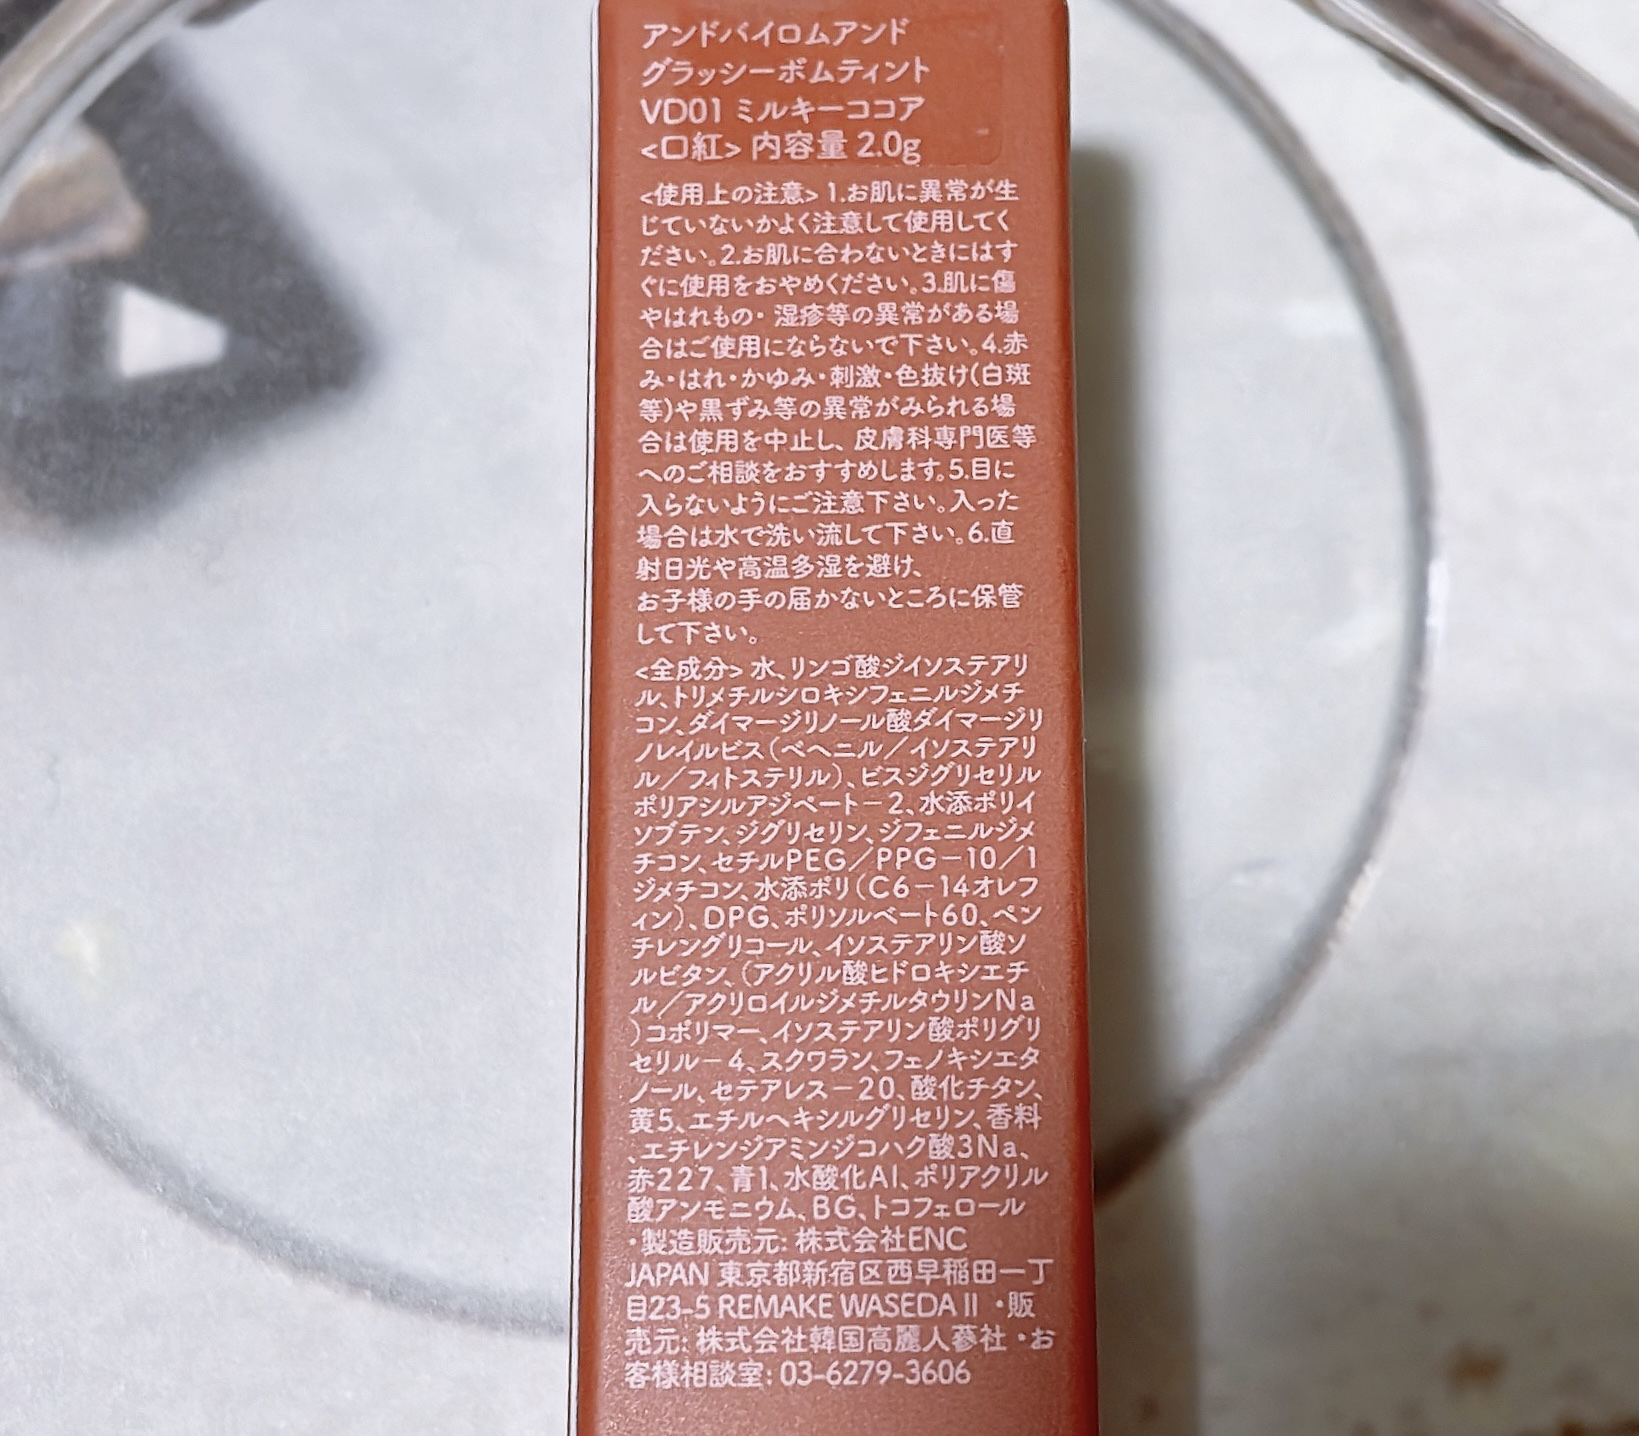 アンドバイロムアンド
グラッシーボムティント
VD01 ミルキーココア
<口紅> 内容量 2.0g
<使用上の注意> 1.お肌に異常が生
じていないかよく注意して使用してく
ださい。2.お肌に合わないときにはす
ぐに使用をおやめください。3.肌に傷
やはれもの・ 湿疹等の異常がある場
合はご使用にならないで下さい。4.赤
み・はれ・かゆみ・刺激・色抜け(白斑
等)や黒ずみ等の異常がみられる場
合は使用を中止し、皮膚科専門医等
へのご相談をおすすめします。5.目に
入らないようにご注意下さい。入った
場合は水で洗い流して下さい。6.直
射日光や高温多湿を避け、
お子様の手の届かないところに保管
して下さい。
<全成分> 水、リンゴ酸ジイソステアリ
ル、トリメチルシロキシフェニルジメチ
コン、ダイマージリノール酸ダイマージリ
ノレイルビス(ベヘニル/イソステアリ
ル/フィトステリル)、ビスジグリセリル
ポリアシルアジペート-2、水添ポリイ
ソブテン、ジグリセリン、ジフェニルジメ
チコン、セチルPEG/PPG-10/1
ジメチコン、水添ポリ(C6-14オレフ
ィン)、DPG、ポリソルベート60、ペン
チレングリコール、イソステアリン酸ソ
ルビタン、(アクリル酸ヒドロキシエチ
ル/アクリロイルジメチルタウリンNa
)コポリマー、イソステアリン酸ポリグリ
セリル-4、スクワラン、フェノキシエタ
ノール、セテアレス-20、酸化チタン、
黄5、エチルヘキシルグリセリン、香料
、エチレンジアミンジコハク酸3Na、
赤227、青1、水酸化Al、ポリアクリル
酸アンモニウム、BG、トコフェロール
・製造販売元: 株式会社ENC
JAPAN 東京都新宿区西早稲田一丁
目23-5 REMAKE WASEDA II ・販
売元: 株式会社韓国高麗人蔘社 ・お
客様相談室: 03-6279-3606